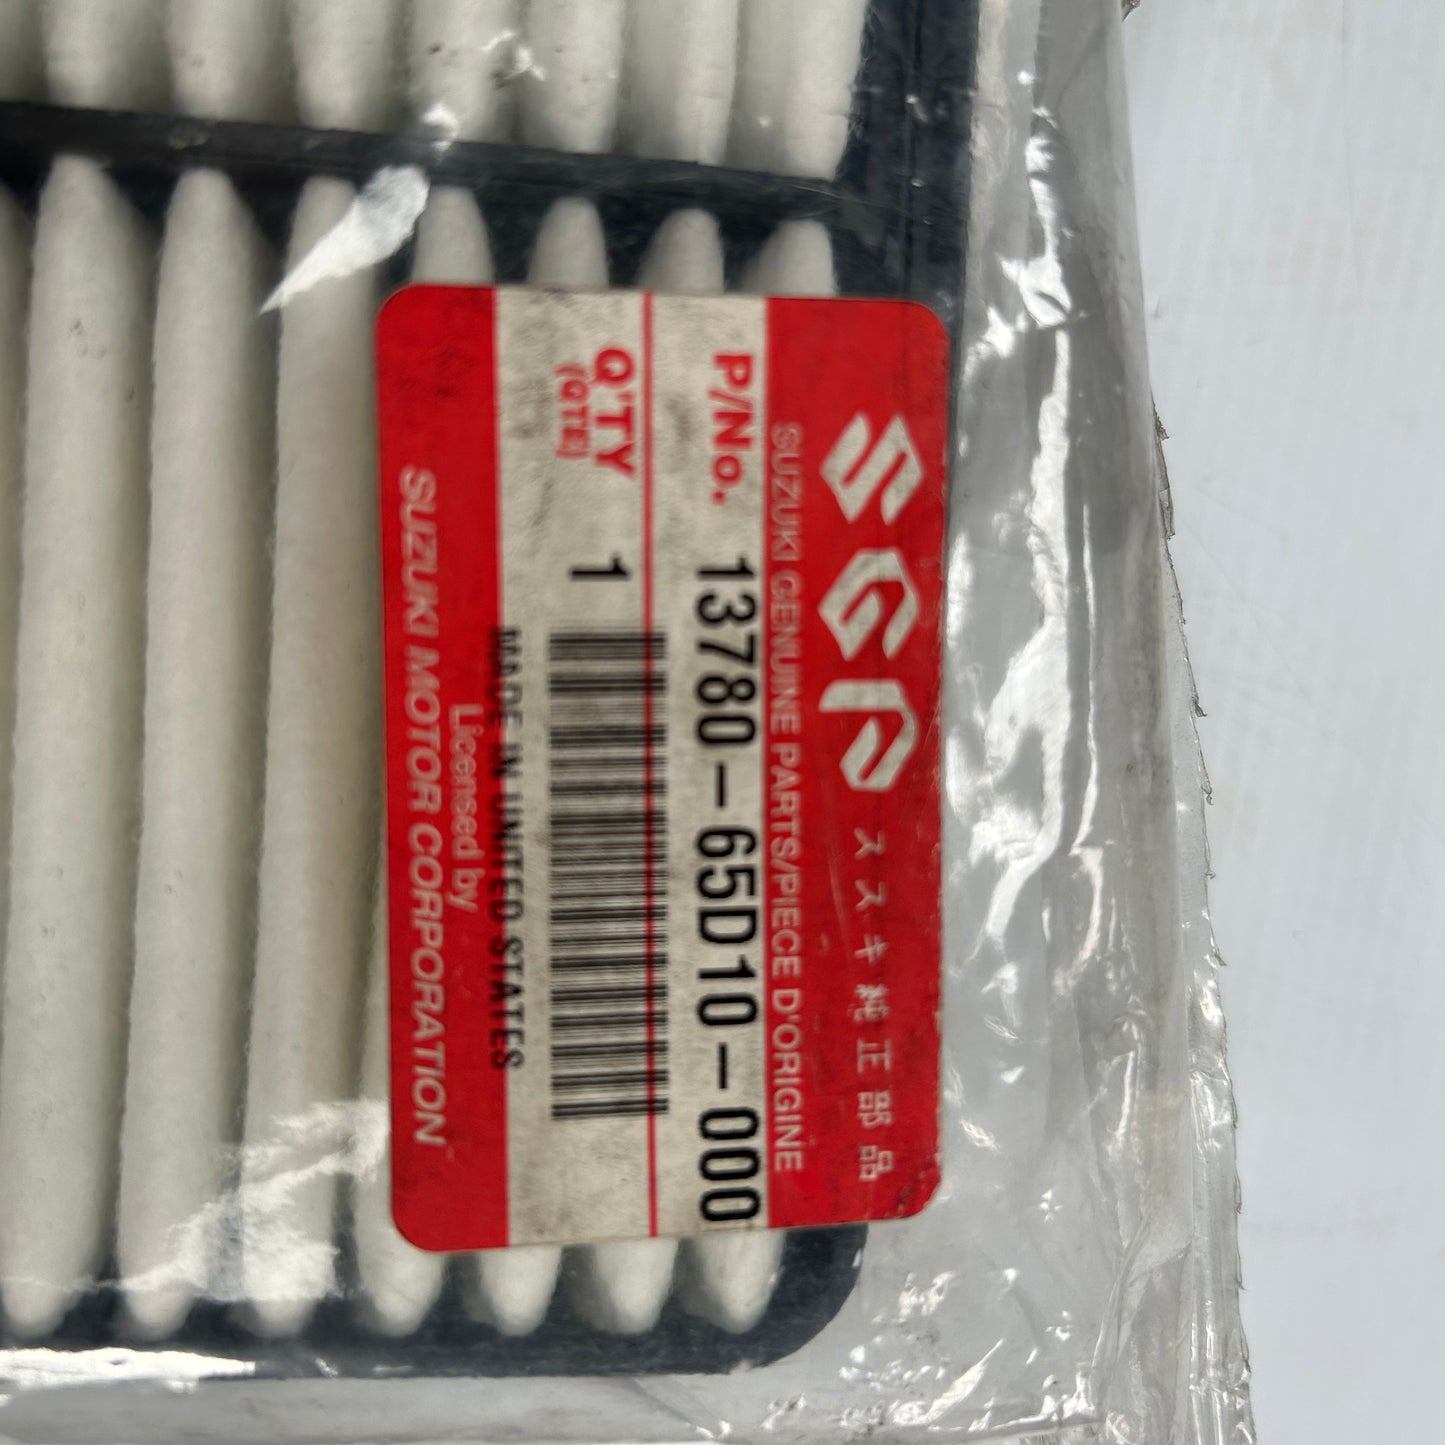 SGP スズキ純正部品
SUZUKI GENUINE PARTS/PIECE D'ORIGINE
P/No. 13780-65D10-000
Q'TY 1
(QTE)
MADE IN UNITED STATES
Licensed by
SUZUKI MOTOR CORPORATION